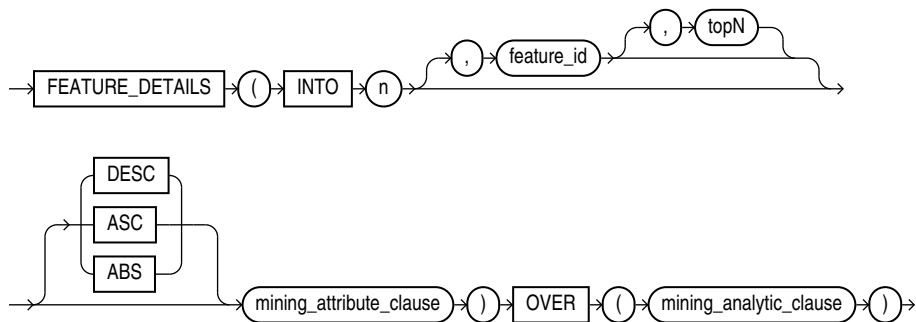 , topN
, feature_id
FEATURE_DETAILS ( INTO n
DESC
ASC
ABS
mining_attribute_clause ) OVER ( mining_analytic_clause )